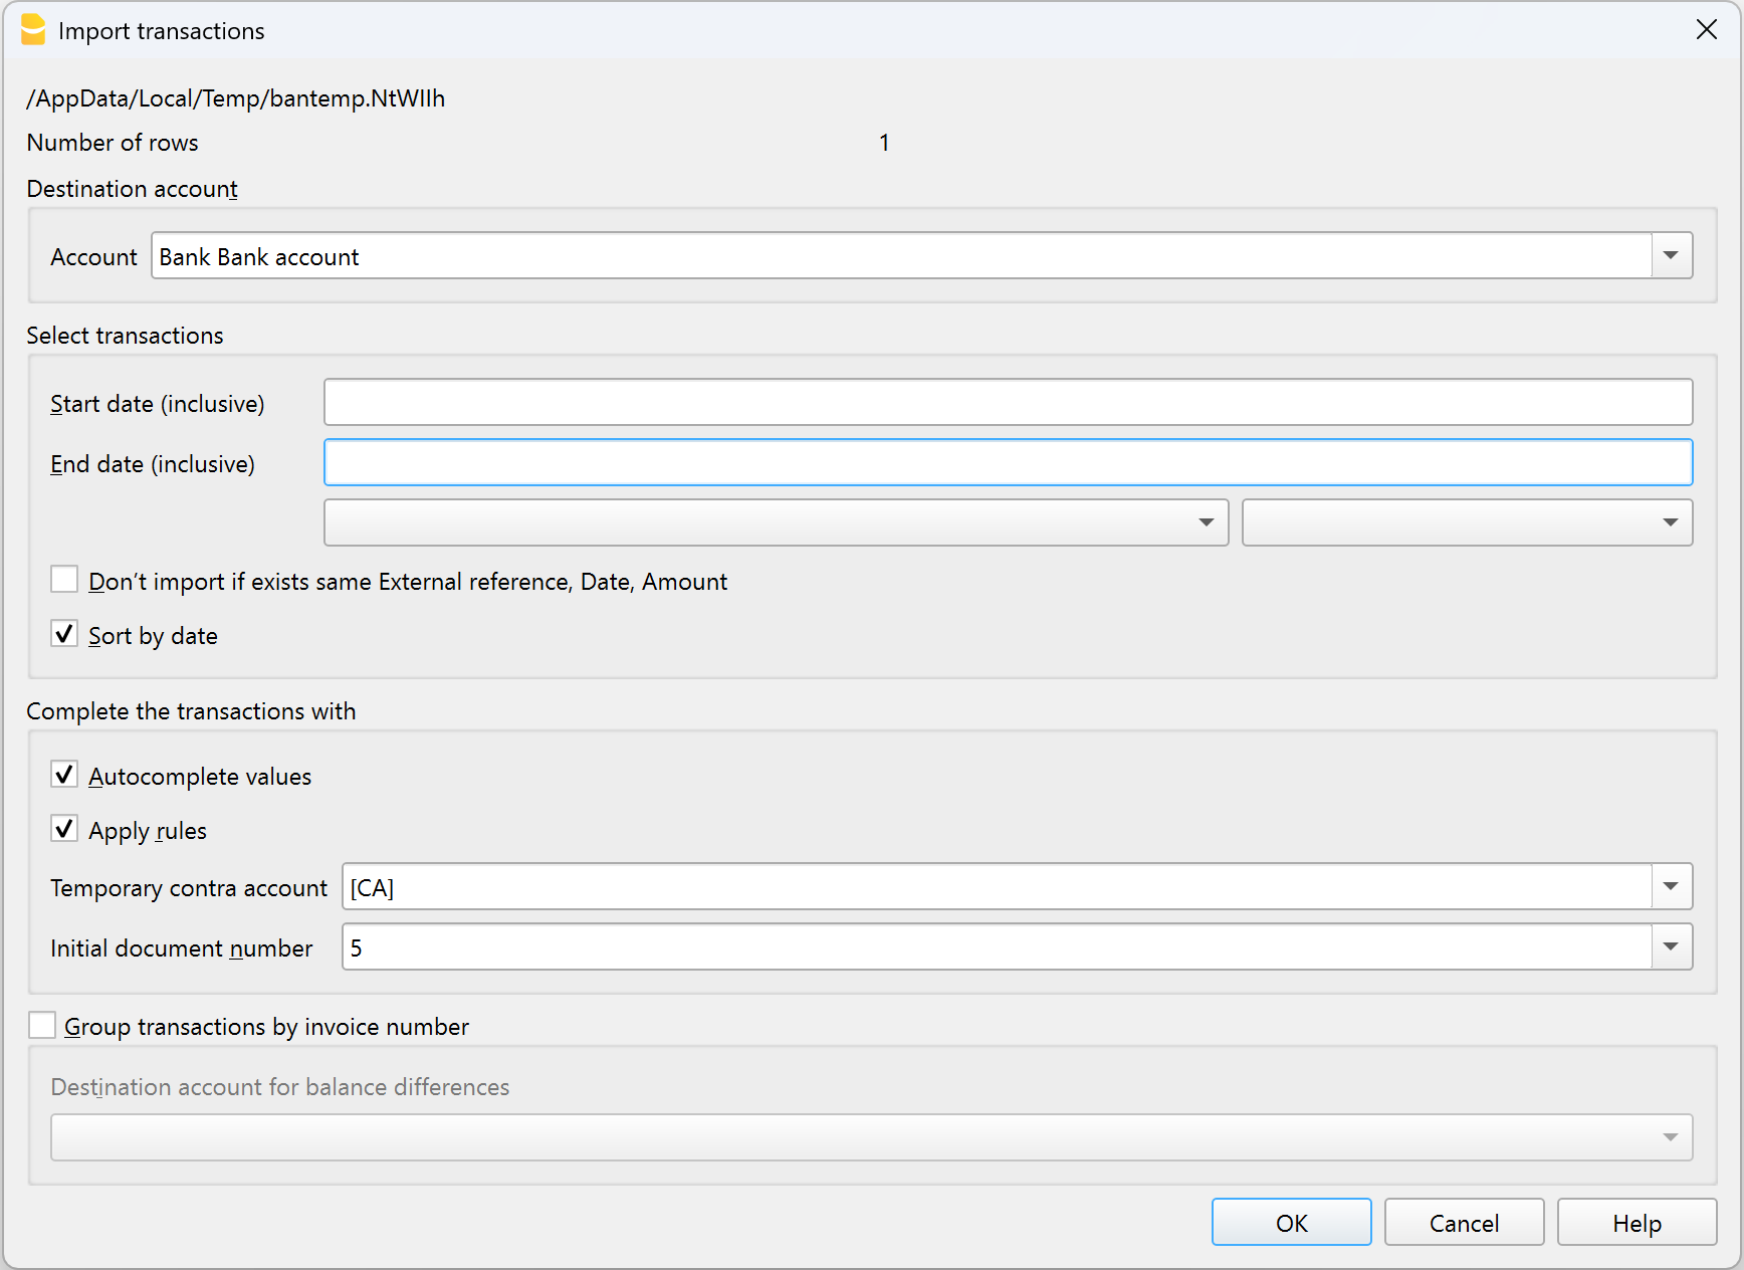 Import transactions
/AppData/Local/Temp/bantemp.NtWIlh
Number of rows 1
Destination account
Account Bank Bank account
Select transactions
Start date (inclusive)
End date (inclusive)
Don’t import if exists same External reference, Date, Amount
Sort by date
Complete the transactions with
Autocomplete values
Apply rules
Temporary contra account [CA]
Initial document number 5
Group transactions by invoice number
Destination account for balance differences
OK Cancel Help